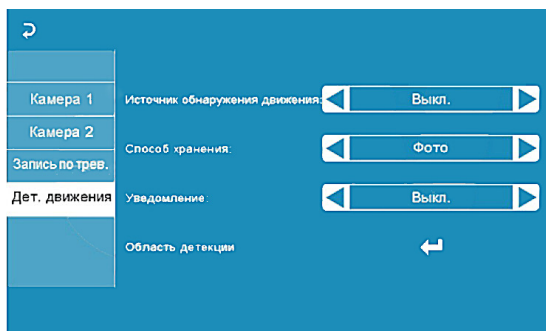 Камера 1
Камера 2
Запись по трев.
Дет. движения
Источник обнаружения движения:
Выкл.
Способ хранения:
Фото
Уведомление:
Выкл.
Область детекции